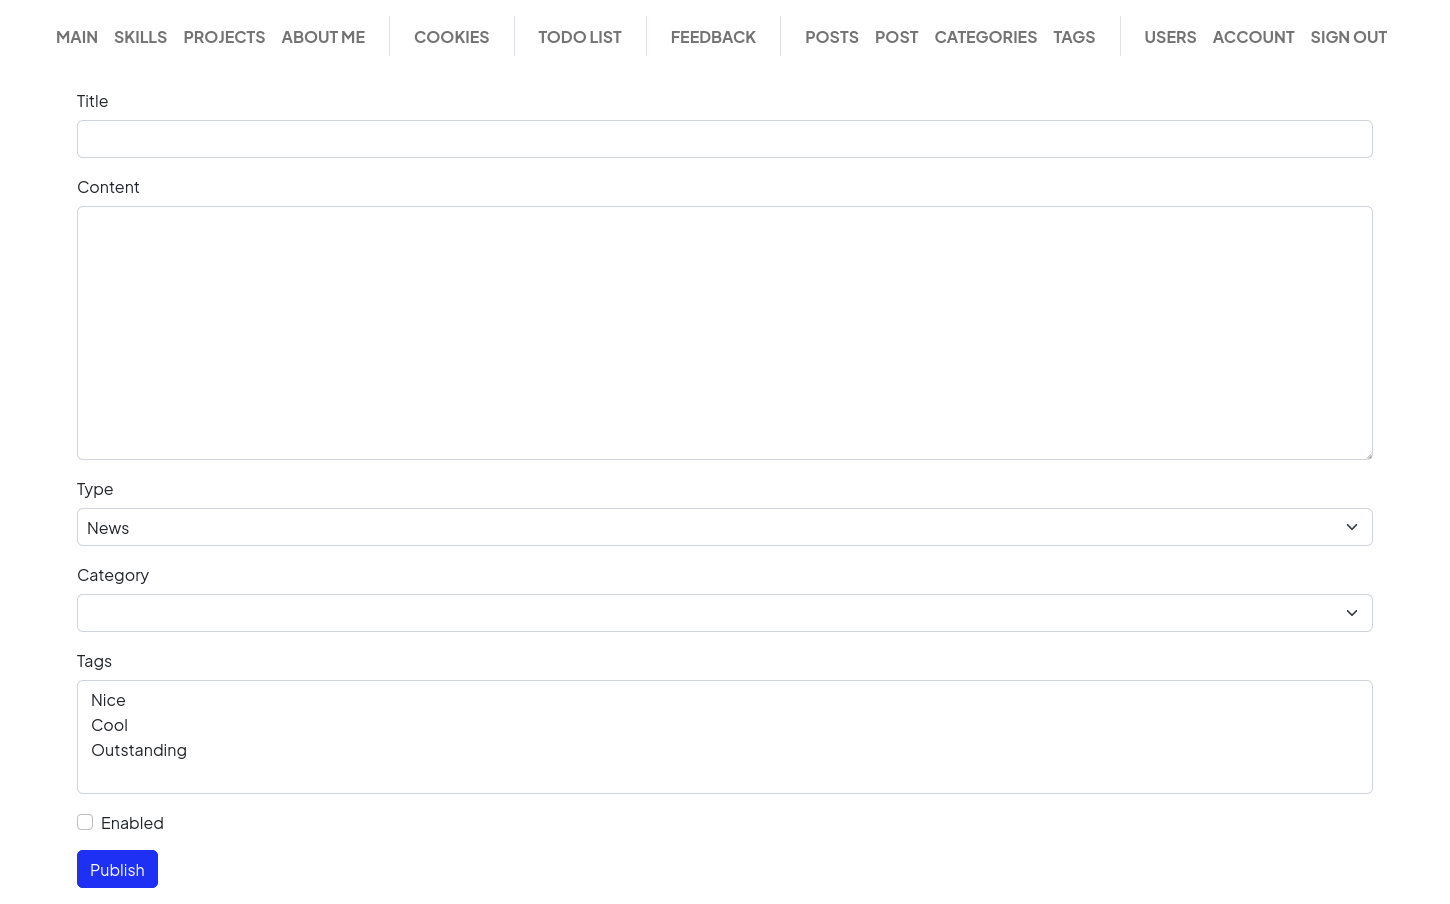 MAIN SKILLS PROJECTS ABOUT ME COOKIES TODO LIST FEEDBACK POSTS POST CATEGORIES TAGS USERS ACCOUNT SIGN OUT
Title
Content
Type
News
Category
Tags
Nice
Cool
Outstanding
Enabled
Publish